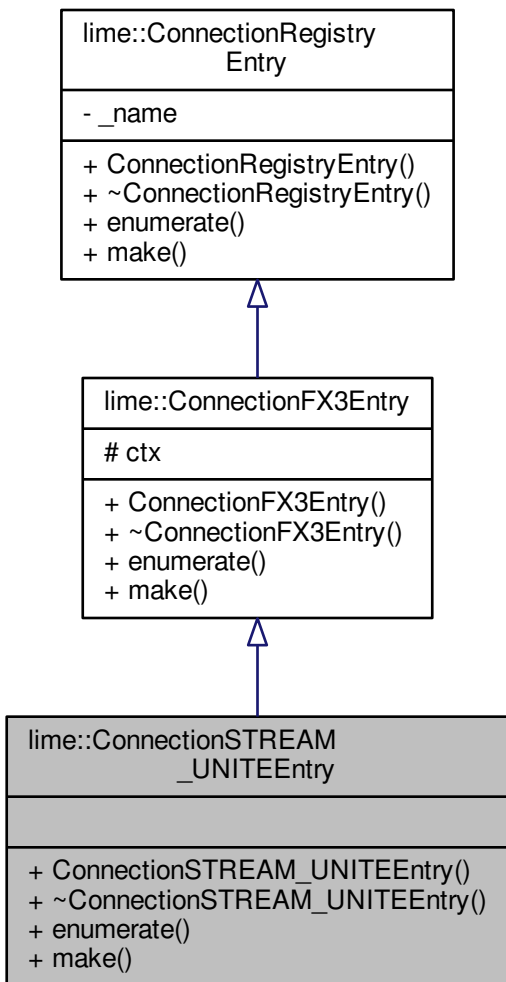 lime::ConnectionRegistry
Entry
- _name
+ ConnectionRegistryEntry()
+ ~ConnectionRegistryEntry()
+ enumerate()
+ make()
lime::ConnectionFX3Entry
# ctx
+ ConnectionFX3Entry()
+ ~ConnectionFX3Entry()
+ enumerate()
+ make()
lime::ConnectionSTREAM
_UNITEEntry
+ ConnectionSTREAM_UNITEEntry()
+ ~ConnectionSTREAM_UNITEEntry()
+ enumerate()
+ make()